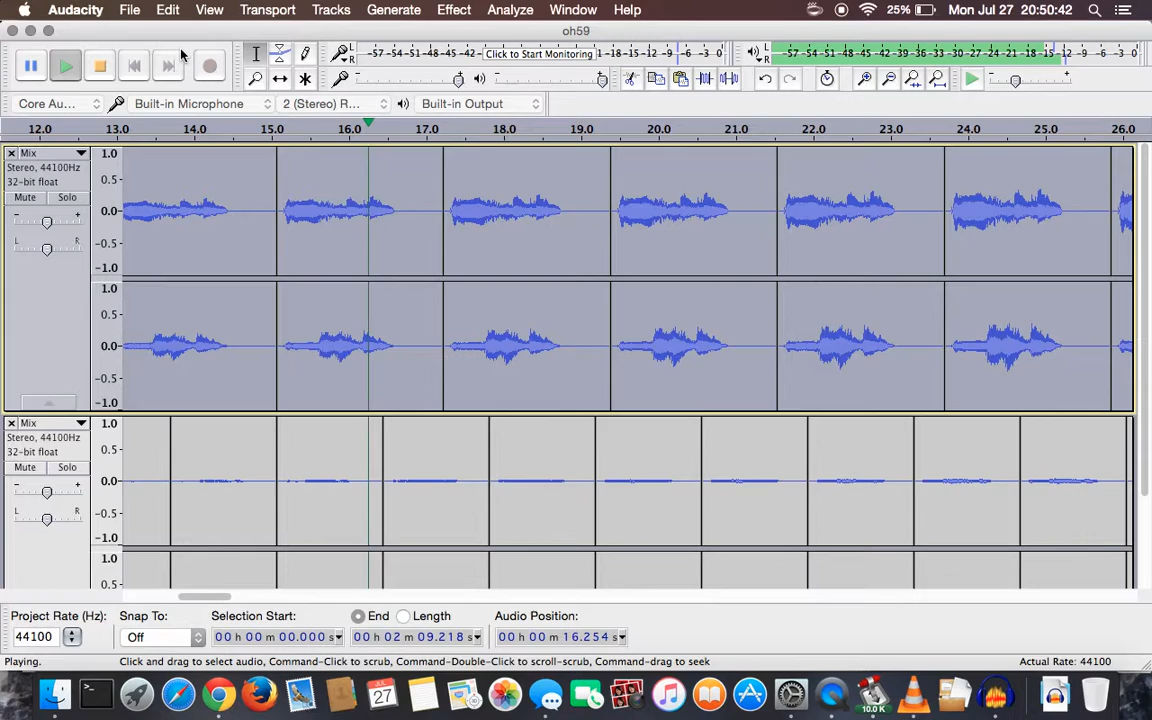 Audacity File Edit View Transport Tracks Generate Effect Analyze Window Help 25% Mon Jul 27 20:50:42
oh59
-57 -54 -51 -48 -45 -42 Click to Start Monitoring -18 -15 -12 -9 -6 -3 0
-57 -54 -51 -48 -45 -42 -39 -36 -33 -30 -27 -24 -21 -18 -15 -12 -9 -6 -3 0
Core Au... Built-in Microphone 2 (Stereo) R... Built-in Output
12.0 13.0 14.0 15.0 16.0 17.0 18.0 19.0 20.0 21.0 22.0 23.0 24.0 25.0 26.0
Mix
Stereo, 44100Hz
32-bit float
Mute Solo
- +
L R
1.0
0.5
0.0
-0.5
-1.0
1.0
0.5
0.0
-0.5
-1.0
Mix
Stereo, 44100Hz
32-bit float
Mute Solo
- +
L R
1.0
0.5
0.0
-0.5
-1.0
1.0
0.5
Project Rate (Hz): Snap To: Selection Start: End Length Audio Position:
44100 Off 00 h 00 m 00.000 s 00 h 02 m 09.218 s 00 h 00 m 16.254 s
Playing. Click and drag to select audio, Command-Click to scrub, Command-Double-Click to scroll-scrub, Command-drag to seek Actual Rate: 44100
27
10.0 K